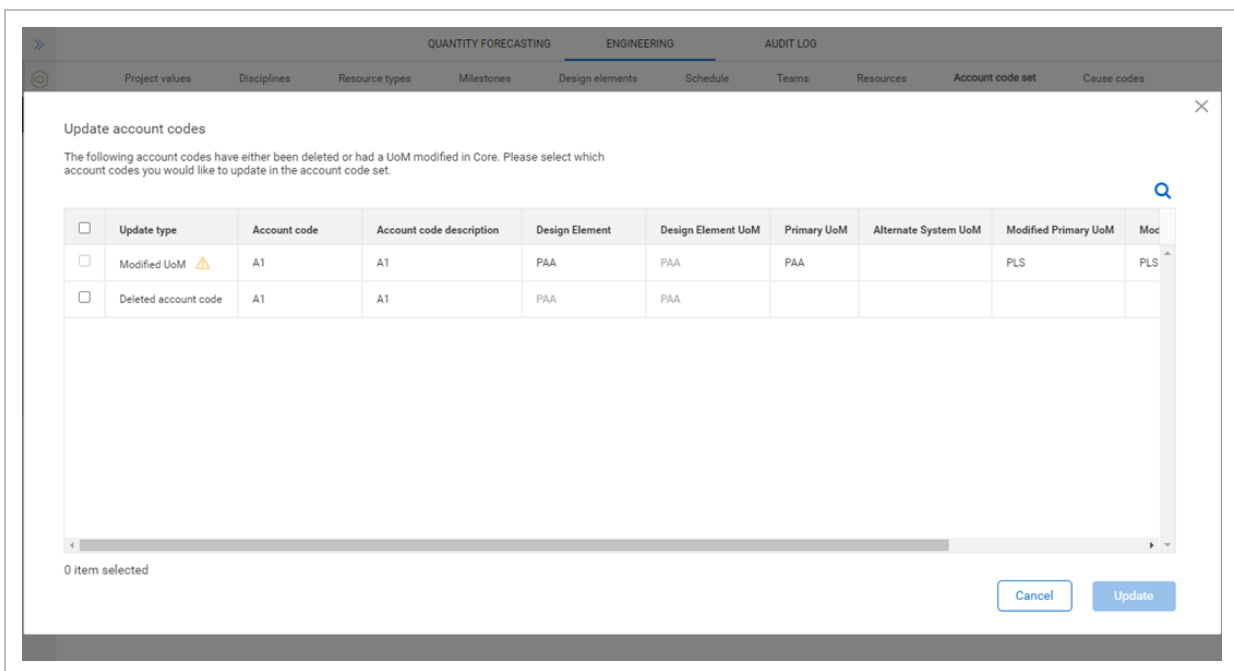 QUANTITY FORECASTING ENGINEERING AUDIT LOG
Project values Disciplines Resource types Milestones Design elements Schedule Teams Resources Account code set Cause codes
Update account codes
The following account codes have either been deleted or had a UoM modified in Core. Please select which
account codes you would like to update in the account code set.
Update type Account code Account code description Design Element Design Element UoM Primary UoM Alternate System UoM Modified Primary UoM Mod
Modified UoM A1 A1 PAA PAA PAA PLS PLS
Deleted account code A1 A1 PAA PAA
0 item selected
Cancel Update